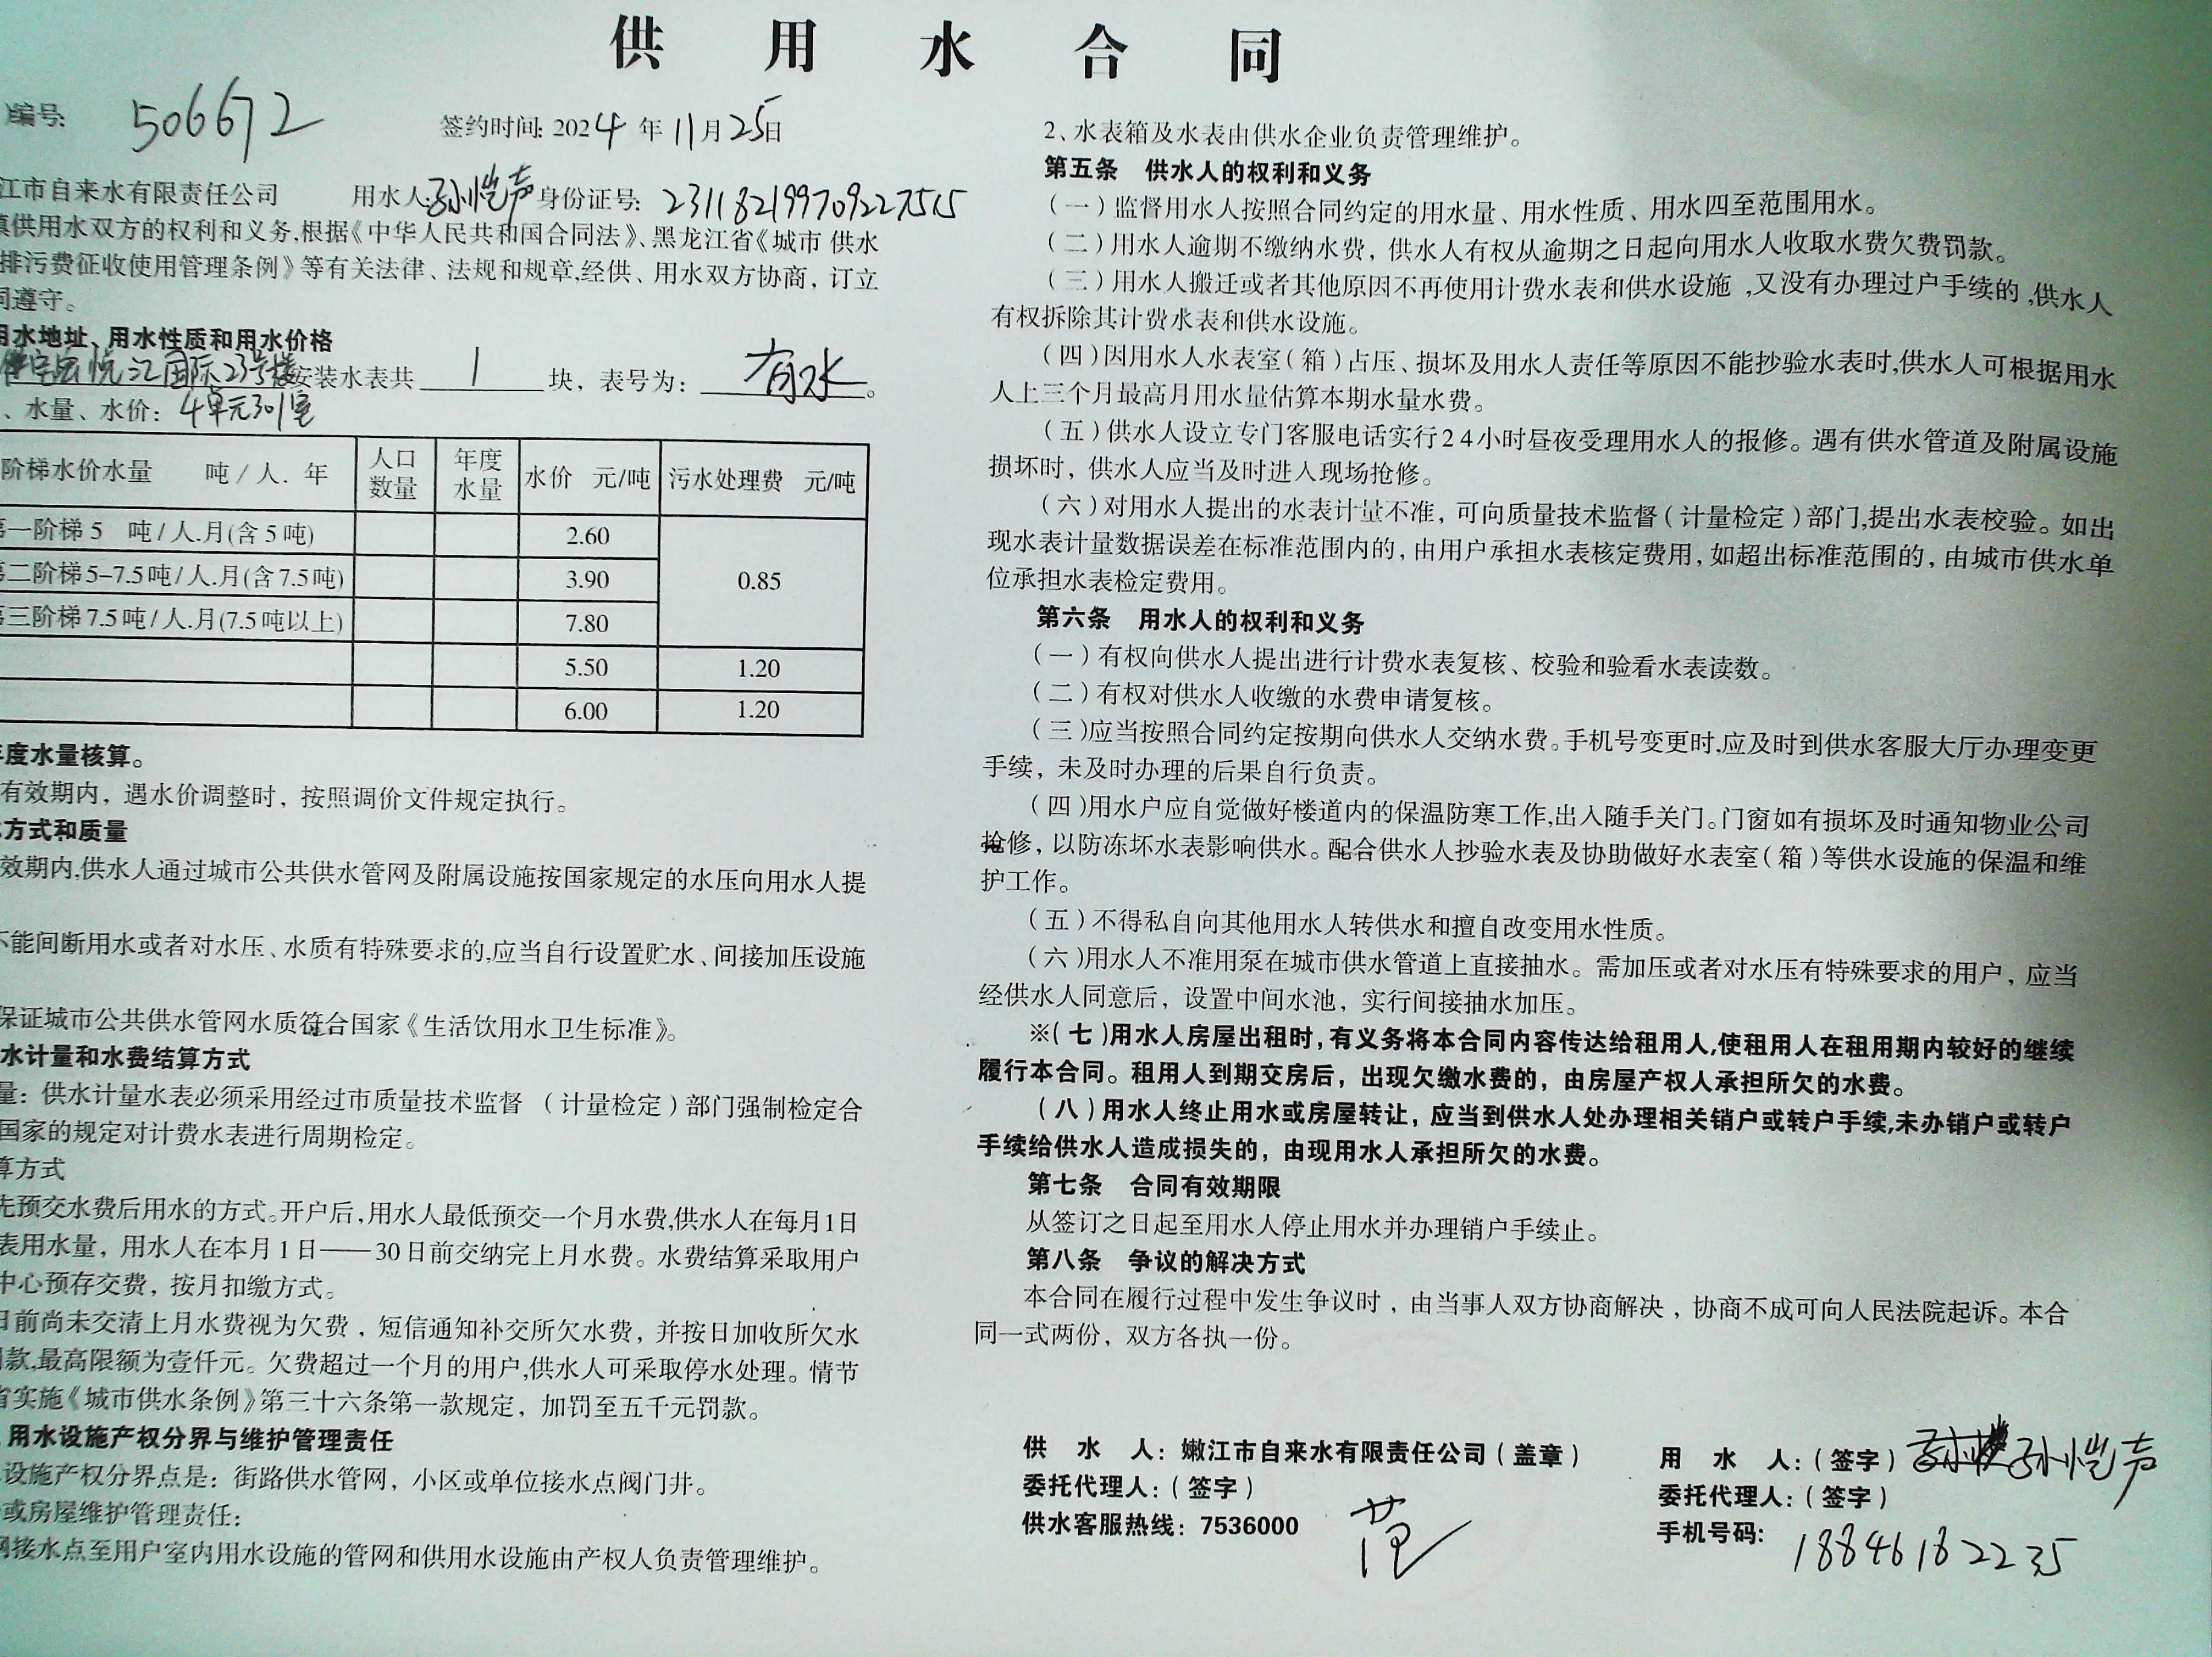 供用水合同
编号: 506672 签约时间: 2024 年 11 月 25 日
江市自来水有限责任公司 用水人: 孙恺声 身份证号: 231182199709227515
供用水双方的权利和义务,根据《中华人民共和国合同法》、黑龙江省《城市 供水
排污费征收使用管理条例》等有关法律、法规和规章,经供、用水双方协商，订立
同遵守。
用水地址、用水性质和用水价格
悦江国际23号楼 安装水表共 1 块，表号为： 有水 。
、水量、水价： 4单元301室
阶梯水价水量 吨/人. 年 人口数量 年度水量 水价 元/吨 污水处理费 元/吨
第一阶梯 5 吨/人.月(含 5 吨) 2.60 0.85
第二阶梯 5-7.5 吨/人.月(含 7.5 吨) 3.90
第三阶梯 7.5 吨/人.月(7.5 吨以上) 7.80
5.50 1.20
6.00 1.20
年度水量核算。
有效期内，遇水价调整时，按照调价文件规定执行。
方式和质量
效期内,供水人通过城市公共供水管网及附属设施按国家规定的水压向用水人提
不能间断用水或者对水压、水质有特殊要求的,应当自行设置贮水、间接加压设施
保证城市公共供水管网水质符合国家《生活饮用水卫生标准》。
水计量和水费结算方式
量：供水计量水表必须采用经过市质量技术监督 （计量检定）部门强制检定合
国家的规定对计费水表进行周期检定。
算方式
先预交水费后用水的方式。开户后,用水人最低预交一个月水费,供水人在每月1日
表用水量，用水人在本月 1 日——30 日前交纳完上月水费。水费结算采取用户
中心预存交费，按月扣缴方式。
日前尚未交清上月水费视为欠费，短信通知补交所欠水费，并按日加收所欠水
款,最高限额为壹仟元。欠费超过一个月的用户,供水人可采取停水处理。情节
省实施《城市供水条例》第三十六条第一款规定，加罚至五千元罚款。
用水设施产权分界与维护管理责任
设施产权分界点是：街路供水管网，小区或单位接水点阀门井。
或房屋维护管理责任：
网接水点至用户室内用水设施的管网和供用水设施由产权人负责管理维护。
2、水表箱及水表由供水企业负责管理维护。
第五条 供水人的权利和义务
（一）监督用水人按照合同约定的用水量、用水性质、用水四至范围用水。
（二）用水人逾期不缴纳水费，供水人有权从逾期之日起向用水人收取水费欠费罚款。
（三）用水人搬迁或者其他原因不再使用计费水表和供水设施 ,又没有办理过户手续的 ,供水人
有权拆除其计费水表和供水设施。
（四）因用水人水表室（箱）占压、损坏及用水人责任等原因不能抄验水表时,供水人可根据用水
人上三个月最高月用水量估算本期水量水费。
（五）供水人设立专门客服电话实行24小时昼夜受理用水人的报修。遇有供水管道及附属设施
损坏时，供水人应当及时进入现场抢修。
（六）对用水人提出的水表计量不准，可向质量技术监督（计量检定）部门,提出水表校验。如出
现水表计量数据误差在标准范围内的，由用户承担水表核定费用，如超出标准范围的，由城市供水单
位承担水表检定费用。
第六条 用水人的权利和义务
（一）有权向供水人提出进行计费水表复核、校验和验看水表读数。
（二）有权对供水人收缴的水费申请复核。
（三）应当按照合同约定按期向供水人交纳水费。手机号变更时,应及时到供水客服大厅办理变更
手续，未及时办理的后果自行负责。
（四）用水户应自觉做好楼道内的保温防寒工作,出入随手关门。门窗如有损坏及时通知物业公司
抢修，以防冻坏水表影响供水。配合供水人抄验水表及协助做好水表室（箱）等供水设施的保温和维
护工作。
（五）不得私自向其他用水人转供水和擅自改变用水性质。
（六）用水人不准用泵在城市供水管道上直接抽水。需加压或者对水压有特殊要求的用户，应当
经供水人同意后，设置中间水池，实行间接抽水加压。
※（七）用水人房屋出租时,有义务将本合同内容传达给租用人,使租用人在租用期内较好的继续
履行本合同。租用人到期交房后，出现欠缴水费的，由房屋产权人承担所欠的水费。
（八）用水人终止用水或房屋转让，应当到供水人处办理相关销户或转户手续,未办销户或转户
手续给供水人造成损失的，由现用水人承担所欠的水费。
第七条 合同有效期限
从签订之日起至用水人停止用水并办理销户手续止。
第八条 争议的解决方式
本合同在履行过程中发生争议时，由当事人双方协商解决，协商不成可向人民法院起诉。本合
同一式两份，双方各执一份。
供 水 人：嫩江市自来水有限责任公司（盖章） 用 水 人：（签字） 孙恺声
委托代理人：（签字） 委托代理人：（签字）
供水客服热线：7536000 范 手机号码: 18846182235